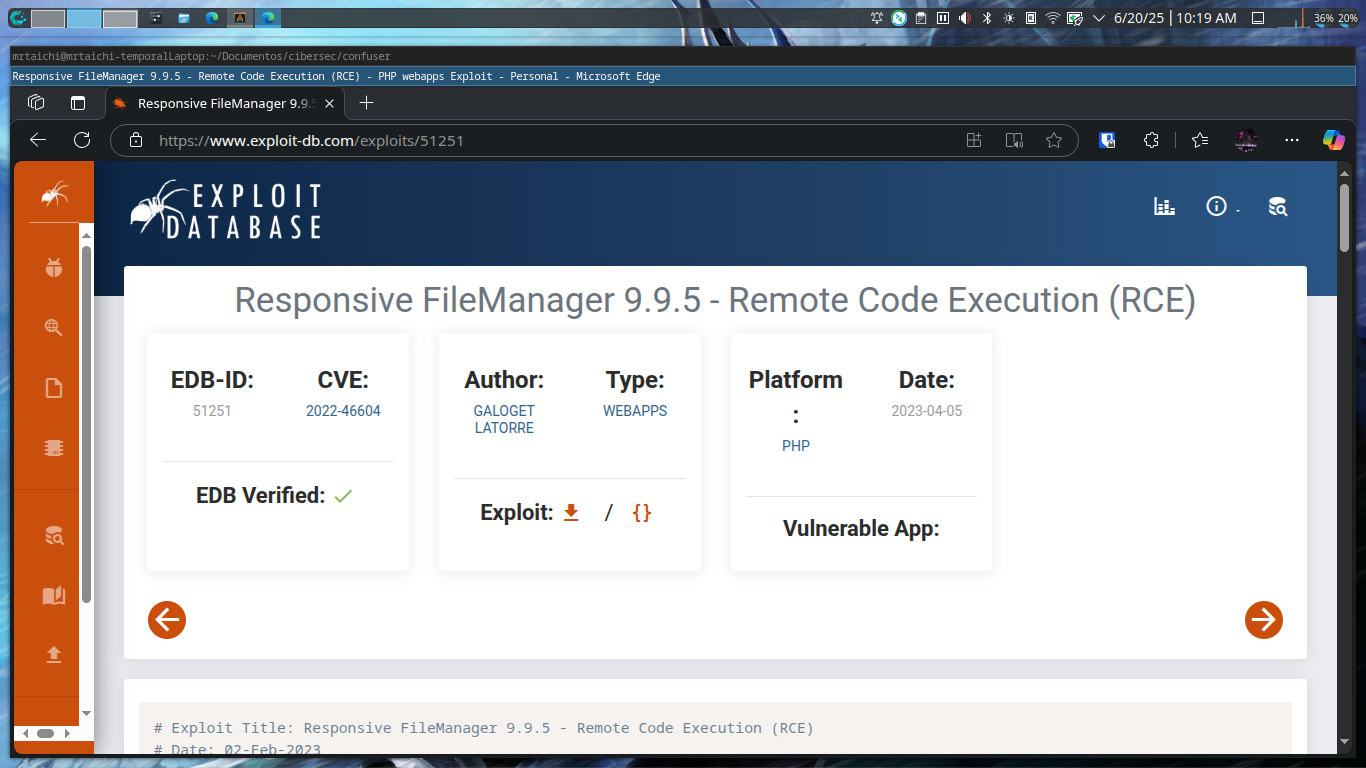 6/20/25 | 10:19 AM
36% 20%
mrtaichi@mrtaichi-temporalLaptop:~/Documentos/cibersec/confuser
Responsive FileManager 9.9.5 - Remote Code Execution (RCE) - PHP webapps Exploit - Personal - Microsoft Edge
Responsive FileManager 9.9.5
https://www.exploit-db.com/exploits/51251
EXPLOIT
DATABASE
Responsive FileManager 9.9.5 - Remote Code Execution (RCE)
EDB-ID:
51251
CVE:
2022-46604
EDB Verified:
Author:
GALOGET
LATORRE
Type:
WEBAPPS
Exploit: / {}
Platform
:
PHP
Date:
2023-04-05
Vulnerable App:
# Exploit Title: Responsive FileManager 9.9.5 - Remote Code Execution (RCE)
# Date: 02-Feb-2023